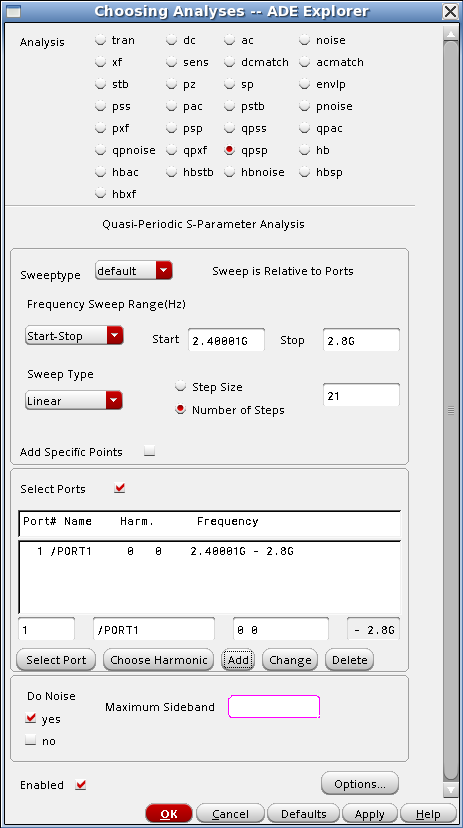 Choosing Analyses -- ADE Explorer
Analysis tran dc ac noise
xf sens dcmatch acmatch
stb pz sp envlp
pss pac pstb pnoise
pxf psp qpss qpac
qpnoise qpxf qpsp hb
hbac hbstb hbnoise hbsp
hbxf
Quasi-Periodic S-Parameter Analysis
Sweeptype default Sweep is Relative to Ports
Frequency Sweep Range(Hz)
Start-Stop Start 2.40001G Stop 2.8G
Sweep Type
Step Size
Linear 21
Number of Steps
Add Specific Points
Select Ports
Port# Name Harm. Frequency
1 /PORT1 0 0 2.40001G - 2.8G
1 /PORT1 0 0 - 2.8G
Select Port Choose Harmonic Add Change Delete
Do Noise
yes Maximum Sideband
no
Enabled Options...
OK Cancel Defaults Apply Help